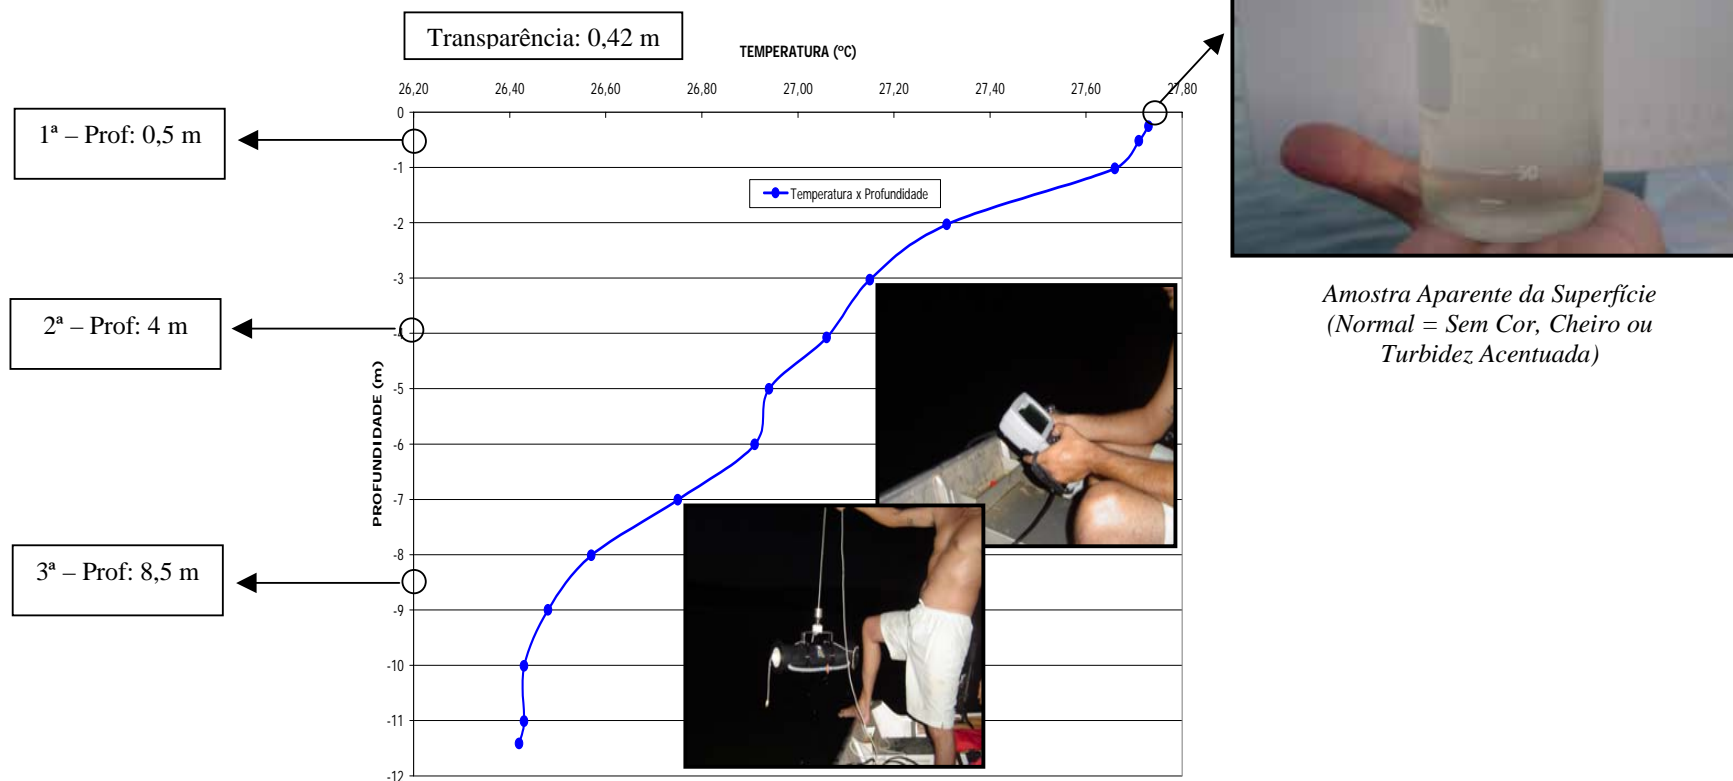 Transparência: 0,42 m
TEMPERATURA (ºC)
26,20 26,40 26,60 26,80 27,00 27,20 27,40 27,60 27,80
0
1ª – Prof: 0,5 m
-1
Temperatura x Profundidade
50
-2
-3
Amostra Aparente da Superfície
(Normal = Sem Cor, Cheiro ou
Turbidez Acentuada)
2ª – Prof: 4 m
-4
-5
PROFUNDIDADE (m)
-6
-7
-8
3ª – Prof: 8,5 m
-9
-10
-11
-12